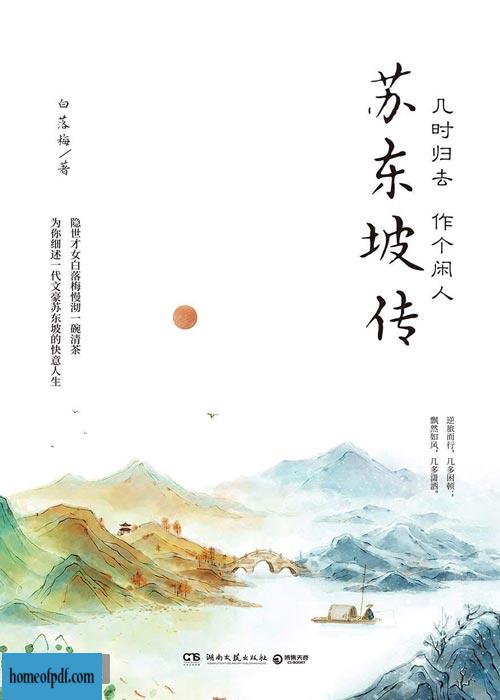 几时归去 作个闲人
苏东坡传
白落梅/著
隐世才女白落梅慢沏一碗清茶
为你细述一代文豪苏东坡的快意人生
逆旅而行,几多困顿;
飘然如风,几多潇洒。
湖南文艺出版社
博集天卷
CS-BOOKY
homeofpdf.com